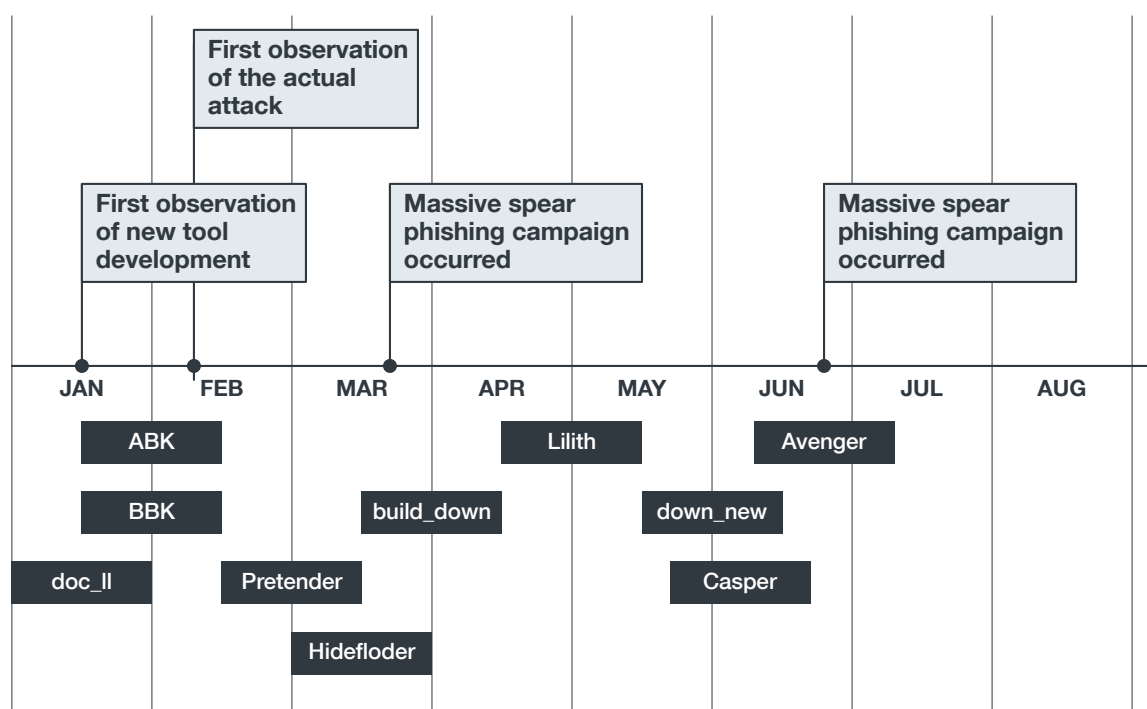 First observation
of the actual
attack
First observation
of new tool
development
Massive spear
phishing campaign
occurred
Massive spear
phishing campaign
occurred
JAN FEB MAR APR MAY JUN JUL AUG
ABK Lilith Avenger
BBK build_down down_new
doc_ll Pretender Casper
Hidefloder